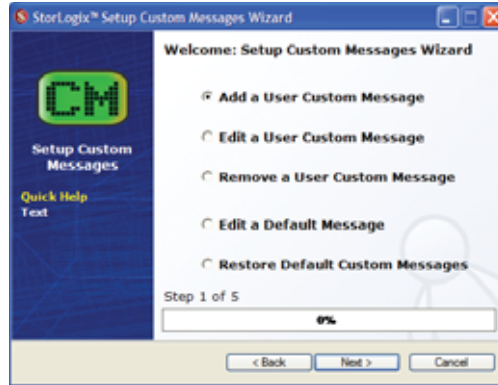 StorLogix™ Setup Custom Messages Wizard
CM
Setup Custom
Messages
Quick Help
Text
Welcome: Setup Custom Messages Wizard
Add a User Custom Message
Edit a User Custom Message
Remove a User Custom Message
Edit a Default Message
Restore Default Custom Messages
Step 1 of 5
0%
< Back
Next >
Cancel